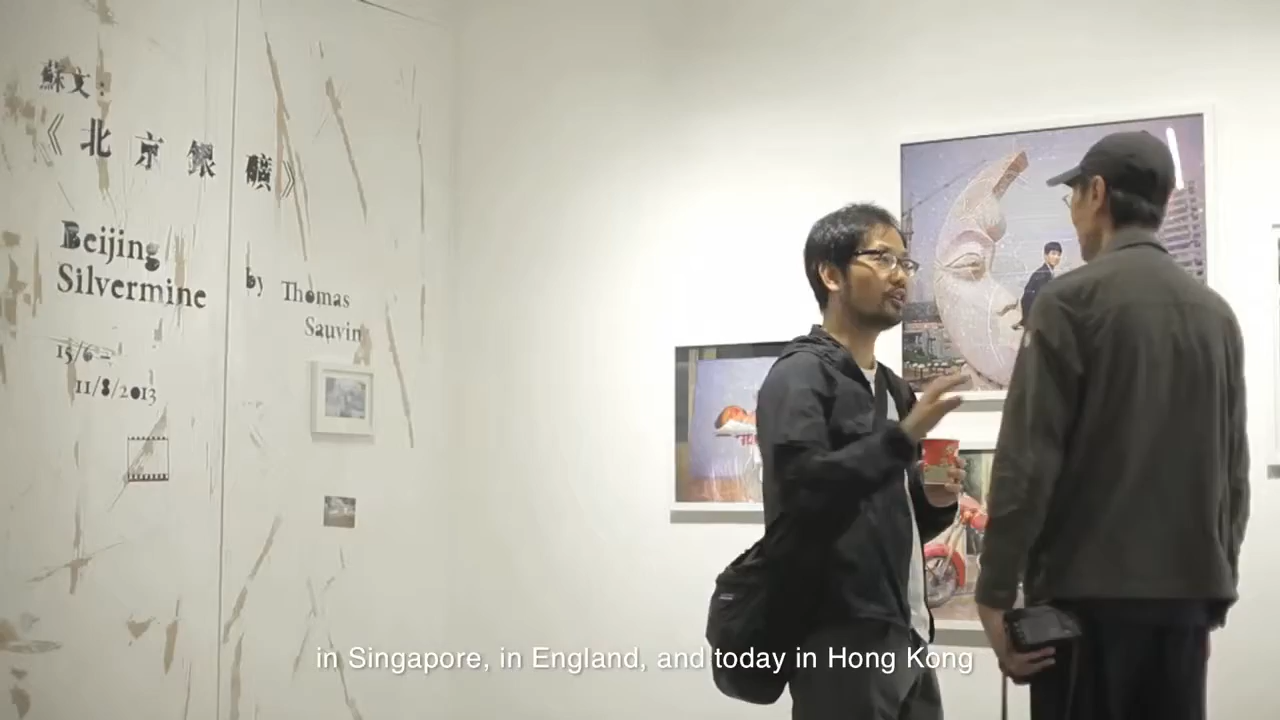 蘇文:
《北京銀礦》
Beijing
Silvermine
by Thomas
Sauvin
15/6 –
11/8/2013
in Singapore, in England, and today in Hong Kong